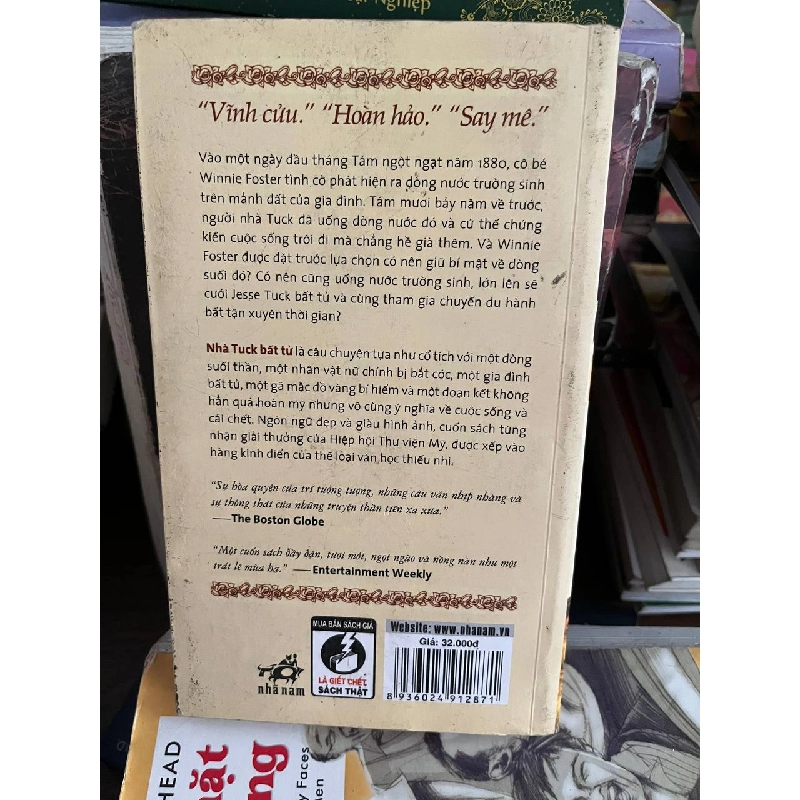 Nghiệp
“Vĩnh cửu.” “Hoàn hảo.” “Say mê.”
Vào một ngày đầu tháng Tám ngột ngạt năm 1880, cô bé
Winnie Foster tình cờ phát hiện ra dòng nước trường sinh
trên mảnh đất của gia đình. Tám mươi bảy năm về trước,
người nhà Tuck đã uống dòng nước đó và cứ thế chứng
kiến cuộc sống trôi đi mà chẳng hề già thêm. Và Winnie
Foster được đặt trước lựa chọn có nên giữ bí mật về dòng
suối đó? Có nên cũng uống nước trường sinh, lớn lên sẽ
cưới Jesse Tuck bất tử và cùng tham gia chuyến du hành
bất tận xuyên thời gian?
Nhà Tuck bất tử là câu chuyện tựa như cổ tích với một dòng
suối thần, một nhân vật nữ chính bị bắt cóc, một gia đình
bất tử, một gã mặc đồ vàng bí hiểm và một đoạn kết không
hẳn quá hoàn mỹ nhưng vô cùng ý nghĩa về cuộc sống và
cái chết. Ngôn ngữ đẹp và giàu hình ảnh, cuốn sách từng
nhận giải thưởng của Hiệp hội Thư viện Mỹ, được xếp vào
hàng kinh điển của thể loại văn học thiếu nhi.
“Sự hòa quyện của trí tưởng tượng, những câu văn nhịp nhàng và
sự thông thái của những truyện thần tiên xa xưa.”
—The Boston Globe
“Một cuốn sách đầy đặn, tươi mới, ngọt ngào và nồng nàn như một
trái lê mùa hạ.” —Entertainment Weekly
nhã nam
MUA BÁN SÁCH GIẢ
LÀ GIẾT CHẾT
SÁCH THẬT
Website: www.nhanam.vn
Giá: 32.000đ
8 936024 912871
HEAD
mặt
ng
y Faces
men